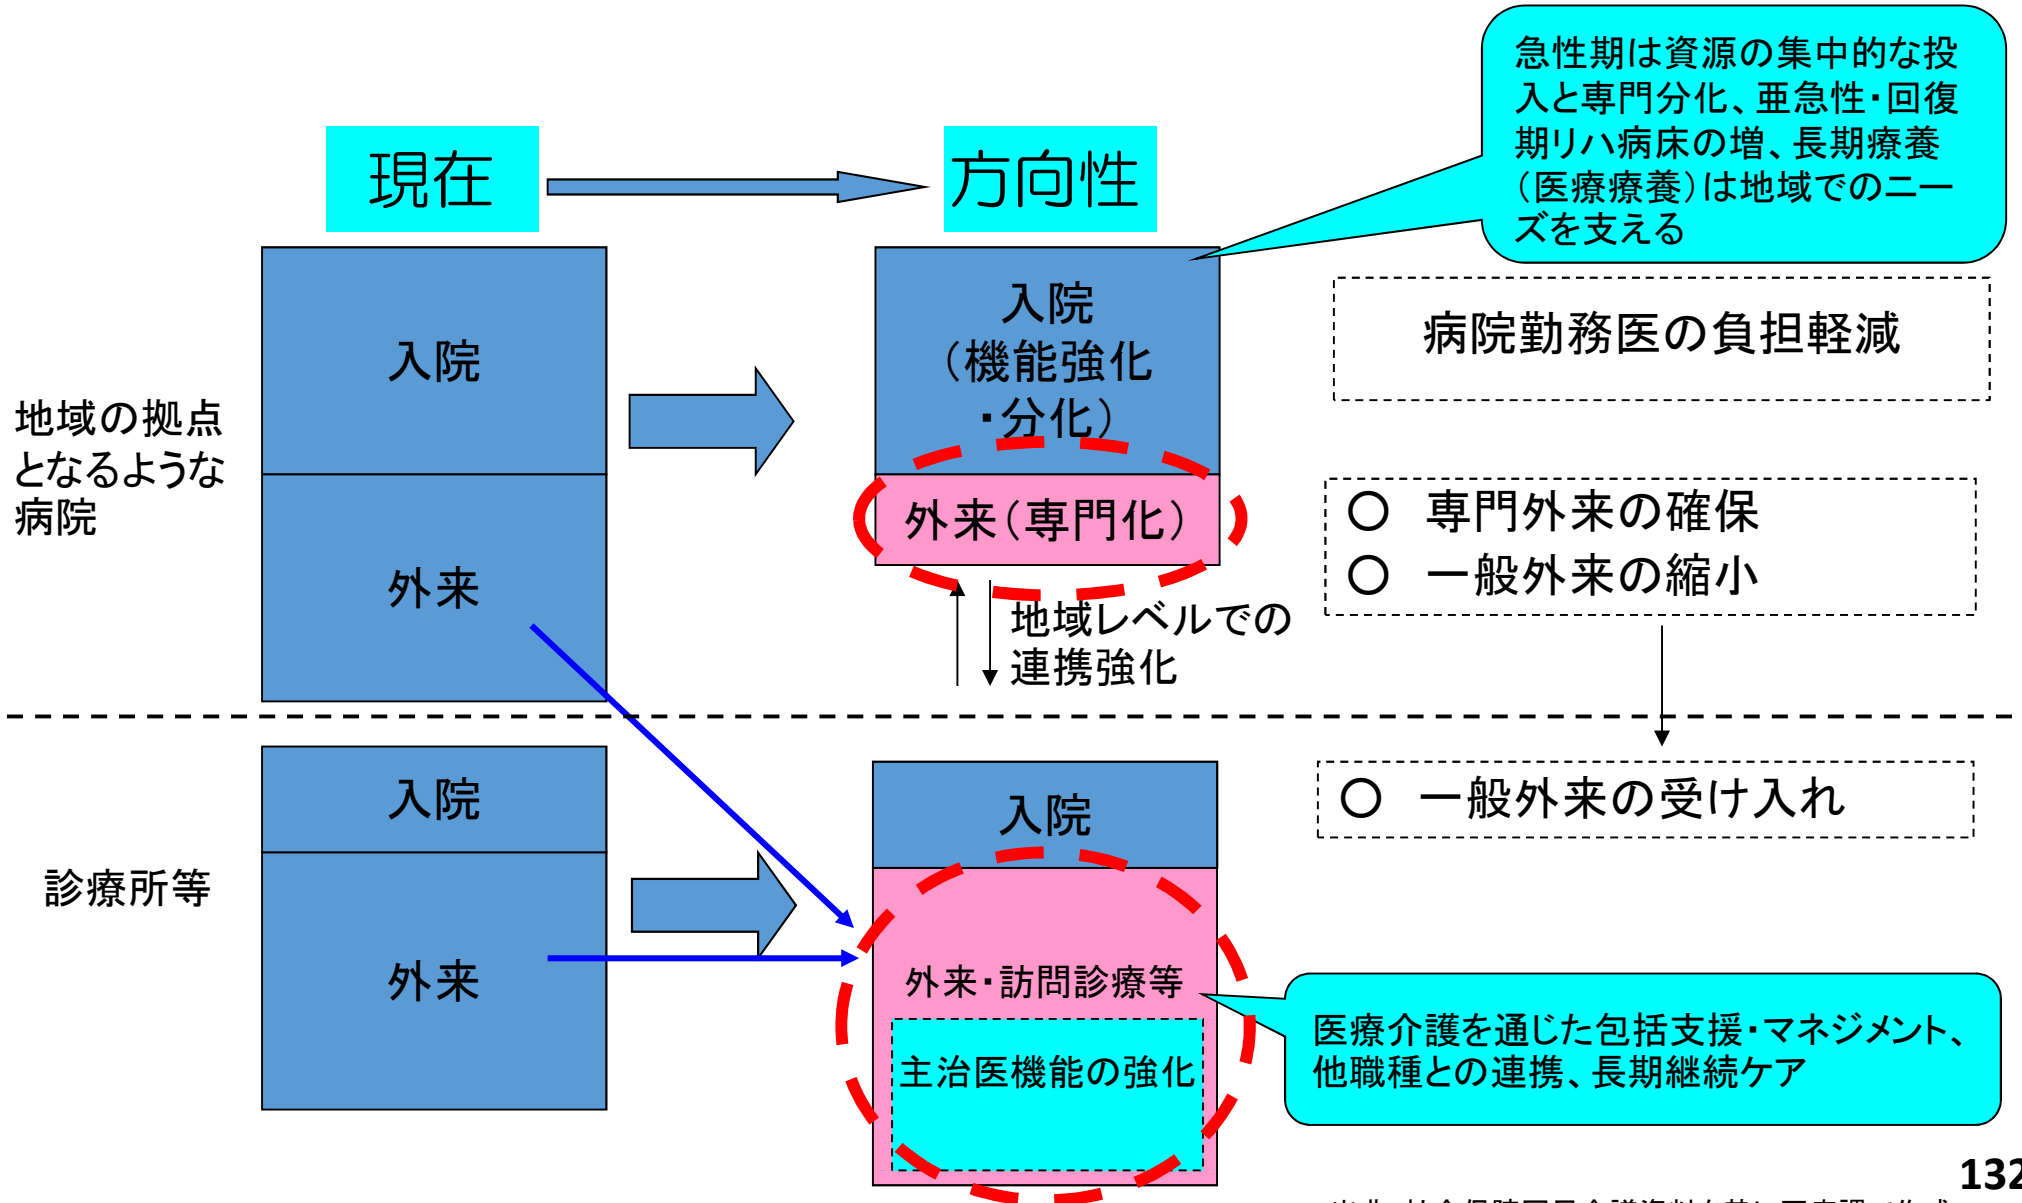 現在
方向性
急性期は資源の集中的な投
入と専門分化、亜急性・回復
期リハ病床の増、長期療養
（医療療養）は地域でのニー
ズを支える
地域の拠点
となるような
病院
入院
外来
入院
（機能強化
・分化）
外来（専門化）
病院勤務医の負担軽減
○　専門外来の確保
○　一般外来の縮小
地域レベルでの
連携強化
診療所等
入院
外来
入院
外来・訪問診療等
主治医機能の強化
○　一般外来の受け入れ
医療介護を通じた包括支援・マネジメント、
他職種との連携、長期継続ケア
132